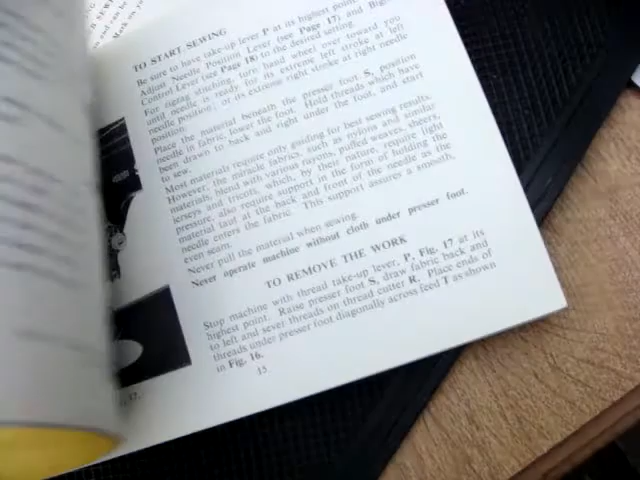 TO START SEWING
Be sure to have take-up lever P at its highest point.
Adjust Needle Position Lever (see Page 17) and Bight
Control Lever (see Page 18) to the desired setting.
For zigzag stitching, turn hand wheel over toward you
until needle is ready for its extreme left stroke at left
needle position; or its extreme right stroke at right needle
position.
Place the material beneath the presser foot S, position
needle in fabric, lower the foot. Hold threads which have
been drawn to back and right under the foot, and start
to sew.
Most materials require only guiding for best sewing results.
However, the miracle fabrics, such as nylons and similar
materials, blend with various rayons, puffed weaves, sheers,
jerseys and tricots, which, by their nature, require light
pressure, also require support in the form of holding the
material taut at the back and front of the needle as the
needle enters the fabric. This support assures a smooth,
even seam.
Never pull the material when sewing.
Never operate machine without cloth under presser foot.
TO REMOVE THE WORK
Stop machine with thread take-up lever, P, Fig. 17 at its
highest point. Raise presser foot S, draw fabric back and
to left and sever threads on thread cutter R. Place ends of
threads under presser foot diagonally across feed T as shown
in Fig. 16.
15